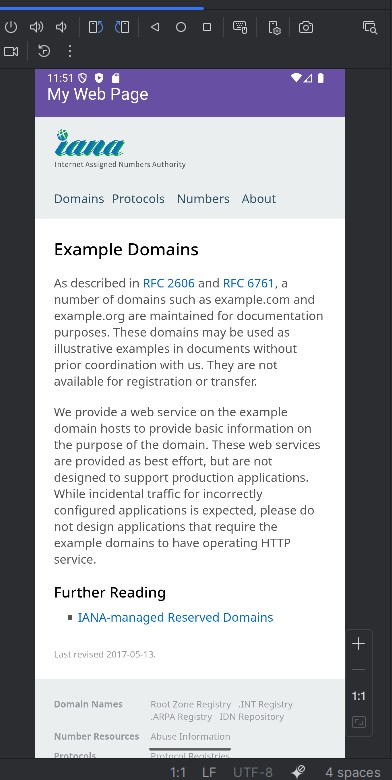 11:51
My Web Page
iana
Internet Assigned Numbers Authority
Domains Protocols Numbers About
Example Domains
As described in RFC 2606 and RFC 6761, a
number of domains such as example.com and
example.org are maintained for documentation
purposes. These domains may be used as
illustrative examples in documents without
prior coordination with us. They are not
available for registration or transfer.
We provide a web service on the example
domain hosts to provide basic information on
the purpose of the domain. These web services
are provided as best effort, but are not
designed to support production applications.
While incidental traffic for incorrectly
configured applications is expected, please do
not design applications that require the
example domains to have operating HTTP
service.
Further Reading
IANA-managed Reserved Domains
Last revised 2017-05-13.
Domain Names Root Zone Registry .INT Registry
.ARPA Registry IDN Repository
Number Resources Abuse Information
Protocols Protocol Registries
1:1
1:1 LF UTF-8 4 spaces